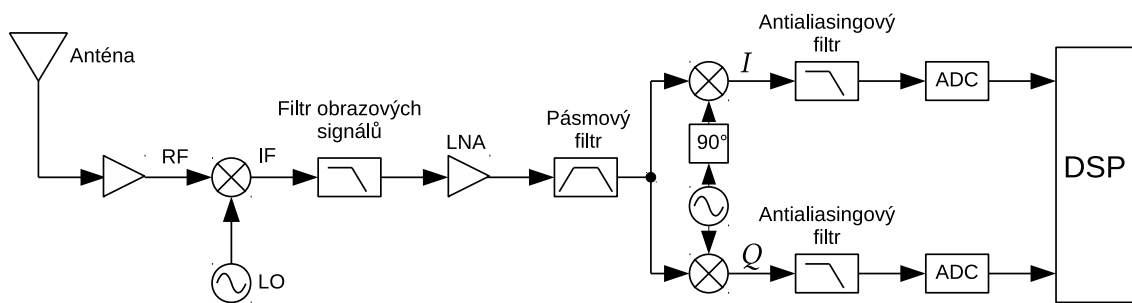 Anténa
RF
IF
LO
Filtr obrazových
signálů
LNA
Pásmový
filtr
I
90°
Q
Antialiasingový
filtr
ADC
Antialiasingový
filtr
ADC
DSP